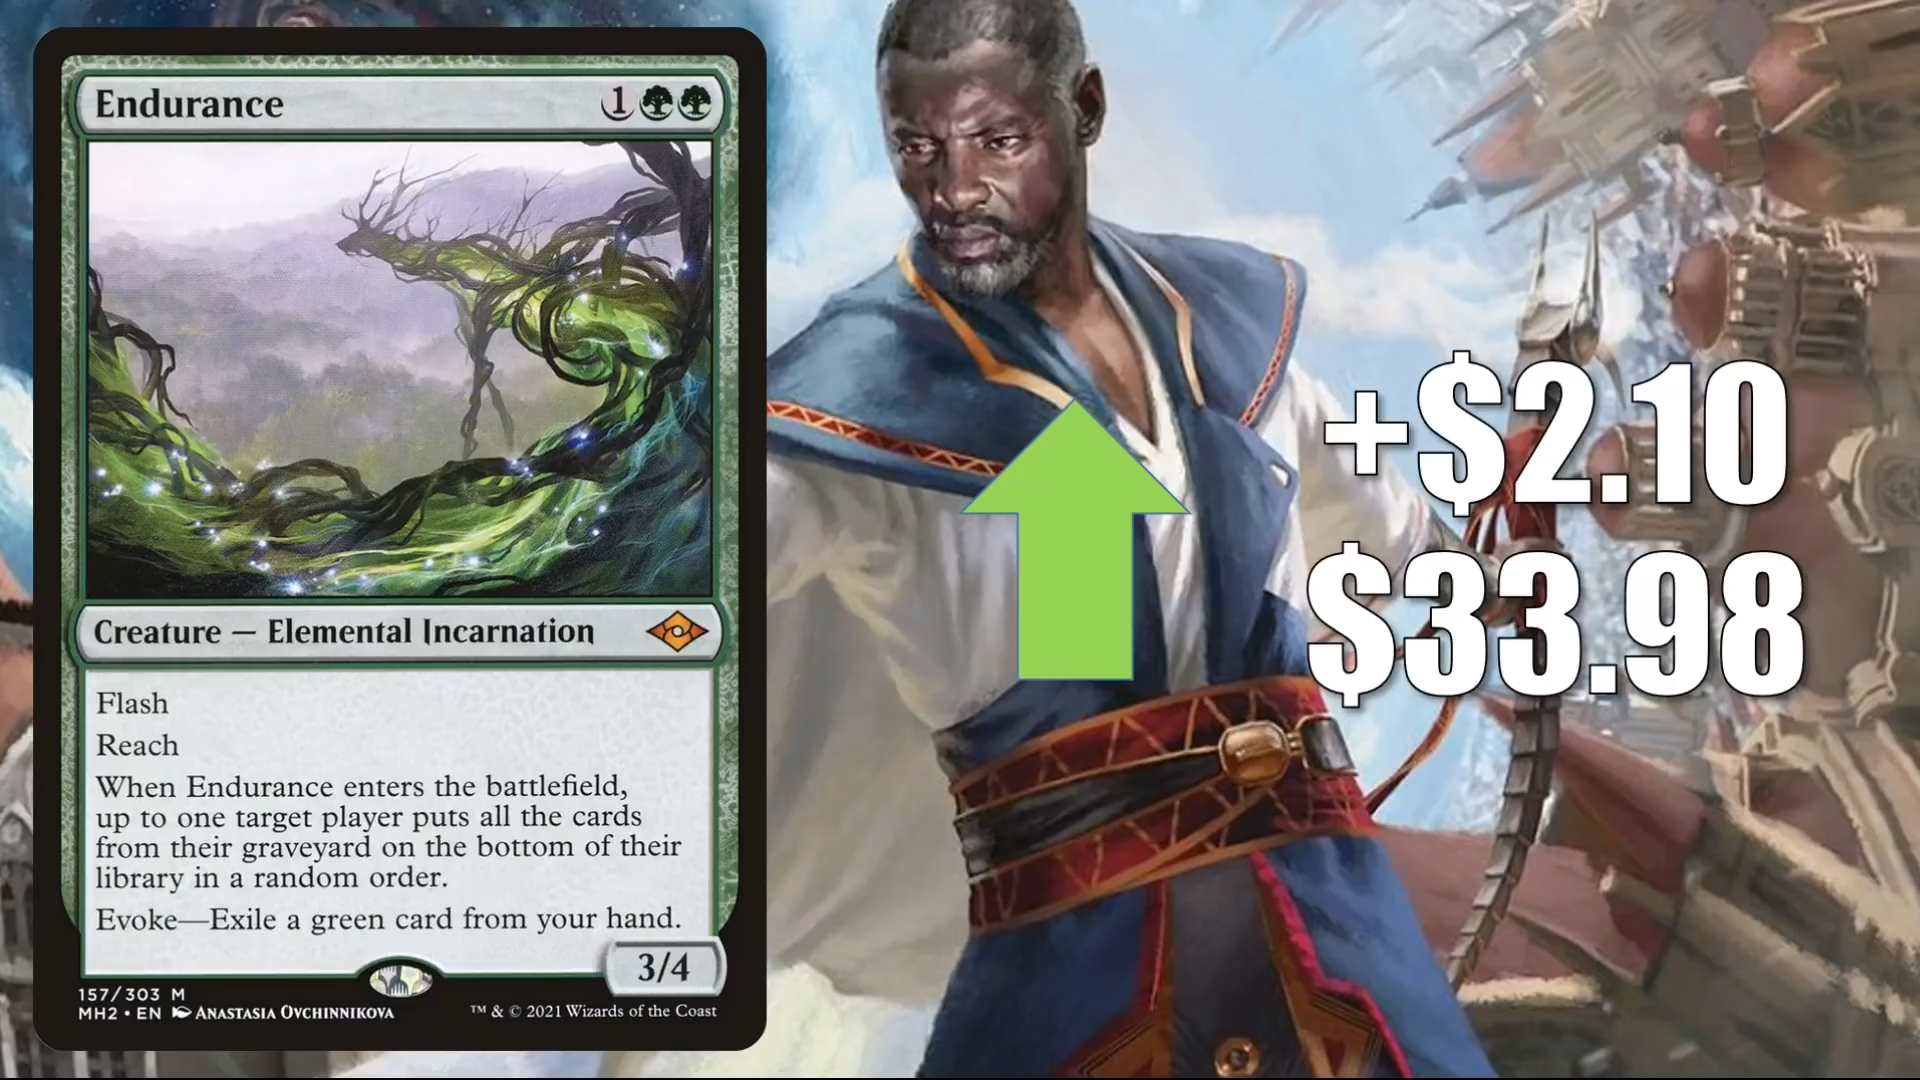 Endurance 1
Creature — Elemental Incarnation
Flash
Reach
When Endurance enters the battlefield,
up to one target player puts all the cards
from their graveyard on the bottom of their
library in a random order.
Evoke—Exile a green card from your hand.
3/4
157/303 M
MH2 • EN Anastasia Ovchinnikova
™ & © 2021 Wizards of the Coast
+$2.10
$33.98